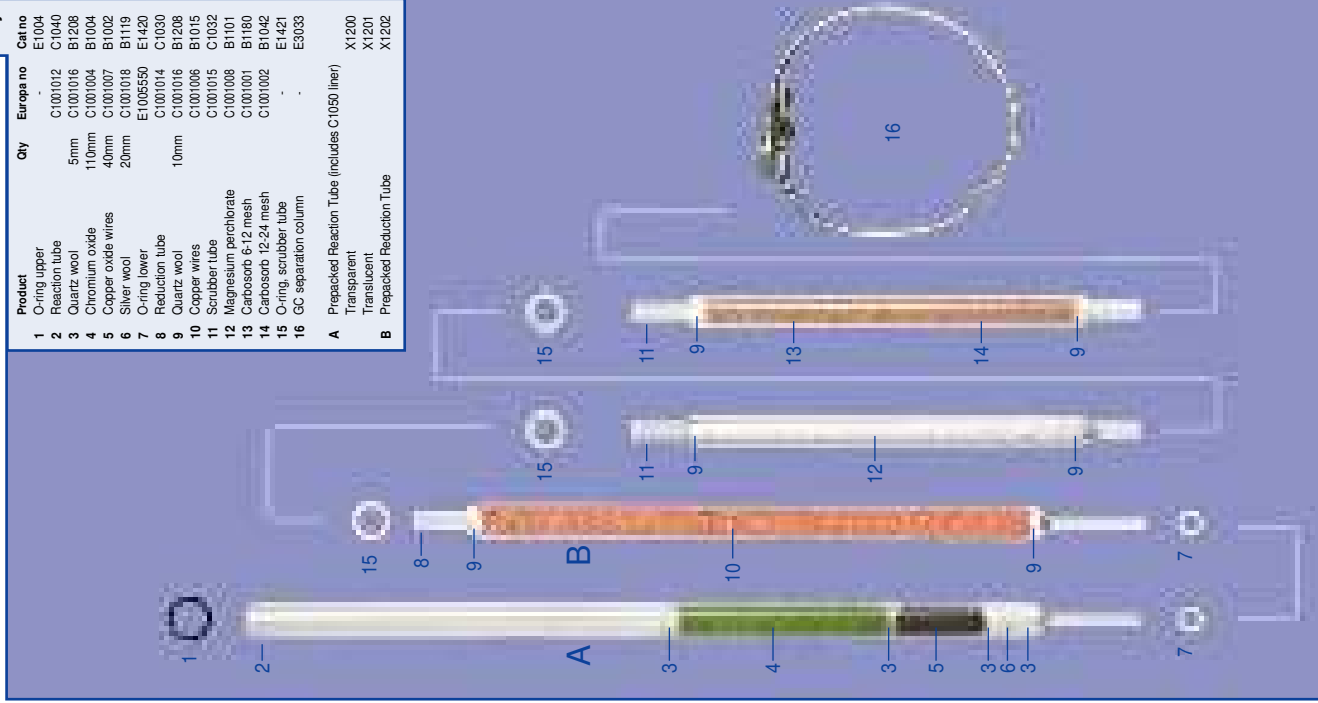 Product Qty Europa no Cat no
1 O-ring upper - E1004
2 Reaction tube C1001012 C1040
3 Quartz wool 5mm C1001016 B1208
4 Chromium oxide 110mm C1001004 B1004
5 Copper oxide wires 40mm C1001007 B1002
6 Silver wool 20mm C1001018 B1119
7 O-ring lower E1005550 E1420
8 Reduction tube C1001014 C1030
9 Quartz wool 10mm C1001016 B1208
10 Copper wires C1001006 B1015
11 Scrubber tube C1001015 C1032
12 Magnesium perchlorate C1001008 B1101
13 Carbosorb 6-12 mesh C1001001 B1180
14 Carbosorb 12-24 mesh C1001002 B1042
15 O-ring, scrubber tube - E1421
16 GC separation column - E3033
A Prepacked Reaction Tube (includes C1050 liner)
Transparent X1200
Translucent X1201
B Prepacked Reduction Tube X1202
1
2
3
4
3
5
3
6
3
A
7
15
8
9
B
10
9
7
15
11
9
12
9
15
11
9
13
14
9
16